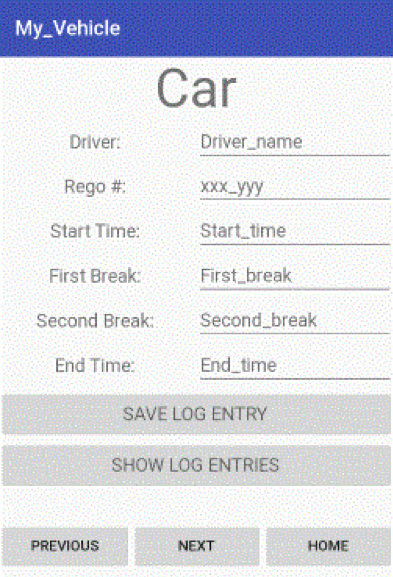 My_Vehicle
Car
Driver: Driver_name
Rego #: xxx_yyy
Start Time: Start_time
First Break: First_break
Second Break: Second_break
End Time: End_time
SAVE LOG ENTRY
SHOW LOG ENTRIES
PREVIOUS NEXT HOME